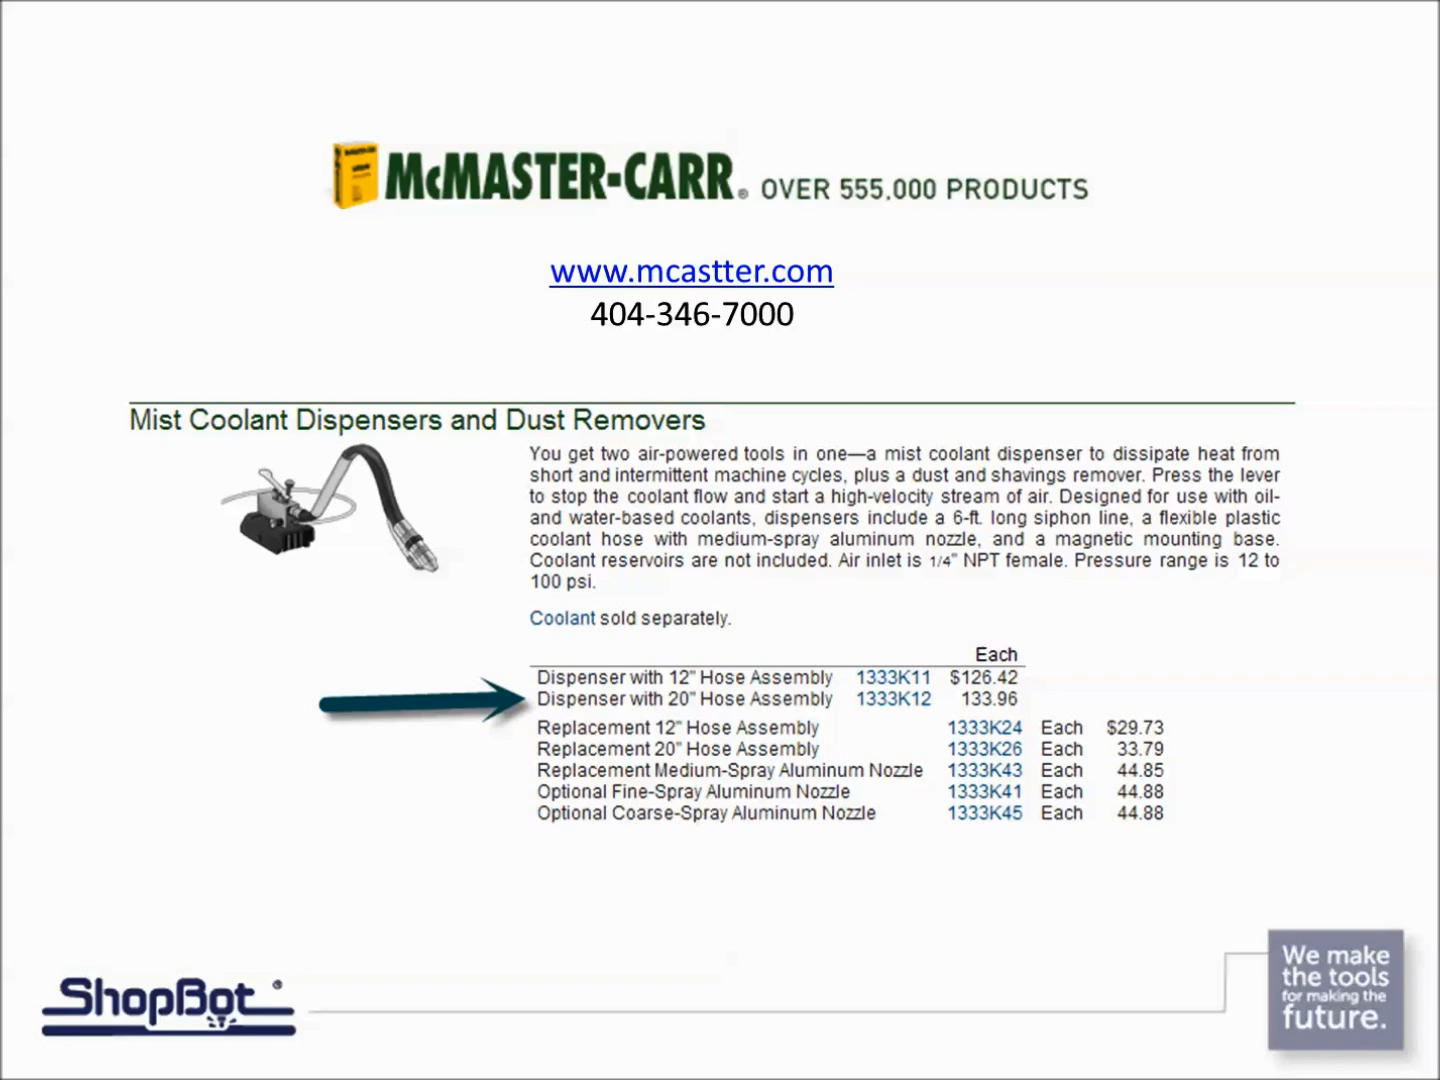 McMASTER-CARR® OVER 555,000 PRODUCTS
www.mcastter.com
404-346-7000
Mist Coolant Dispensers and Dust Removers
You get two air-powered tools in one—a mist coolant dispenser to dissipate heat from
short and intermittent machine cycles, plus a dust and shavings remover. Press the lever
to stop the coolant flow and start a high-velocity stream of air. Designed for use with oil-
and water-based coolants, dispensers include a 6-ft. long siphon line, a flexible plastic
coolant hose with medium-spray aluminum nozzle, and a magnetic mounting base.
Coolant reservoirs are not included. Air inlet is 1/4" NPT female. Pressure range is 12 to
100 psi.
Coolant sold separately.
Each
Dispenser with 12" Hose Assembly 1333K11 $126.42
Dispenser with 20" Hose Assembly 1333K12 133.96
Replacement 12" Hose Assembly 1333K24 Each $29.73
Replacement 20" Hose Assembly 1333K26 Each 33.79
Replacement Medium-Spray Aluminum Nozzle 1333K43 Each 44.85
Optional Fine-Spray Aluminum Nozzle 1333K41 Each 44.88
Optional Coarse-Spray Aluminum Nozzle 1333K45 Each 44.88
ShopBot®
We make
the tools
for making the
future.